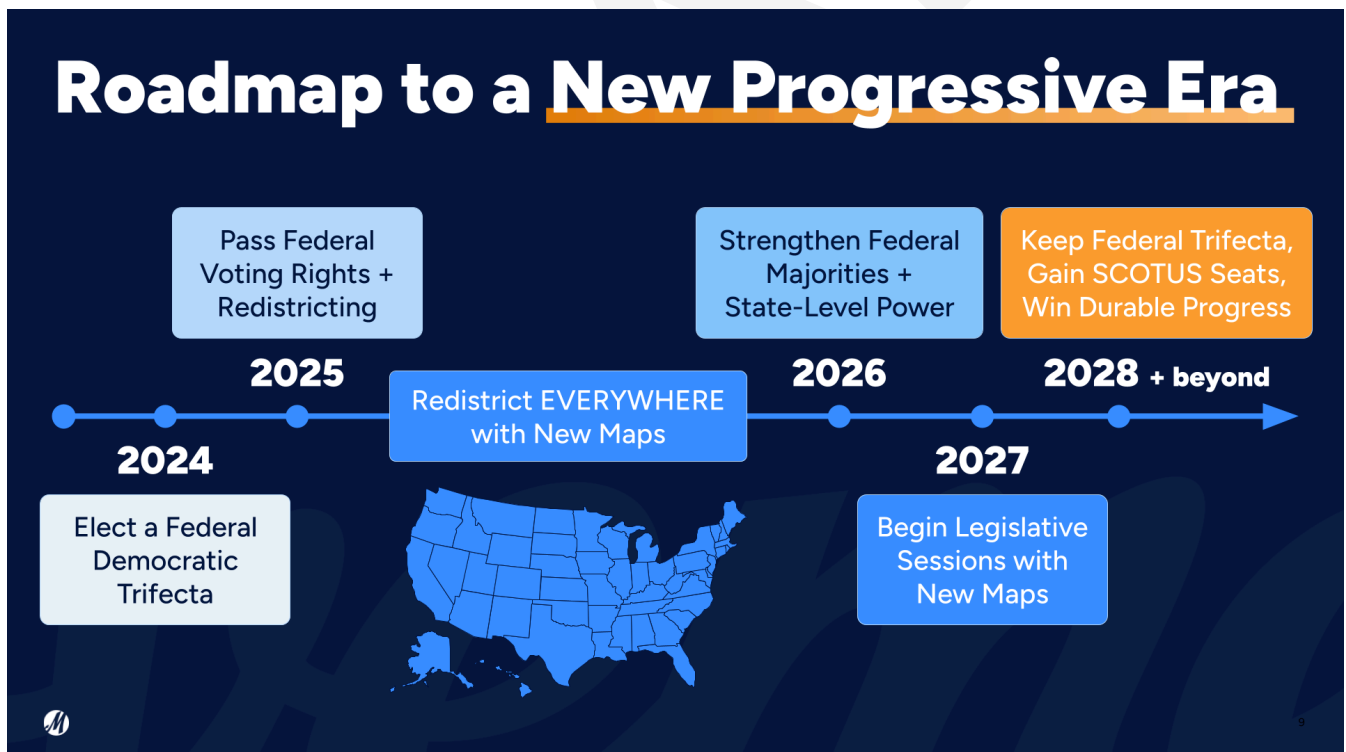 Roadmap to a New Progressive Era
Pass Federal
Voting Rights +
Redistricting
Strengthen Federal
Majorities +
State-Level Power
Keep Federal Trifecta,
Gain SCOTUS Seats,
Win Durable Progress
2025
2026
2028 + beyond
Redistrict EVERYWHERE
with New Maps
2024
2027
Elect a Federal
Democratic
Trifecta
Begin Legislative
Sessions with
New Maps
M
9